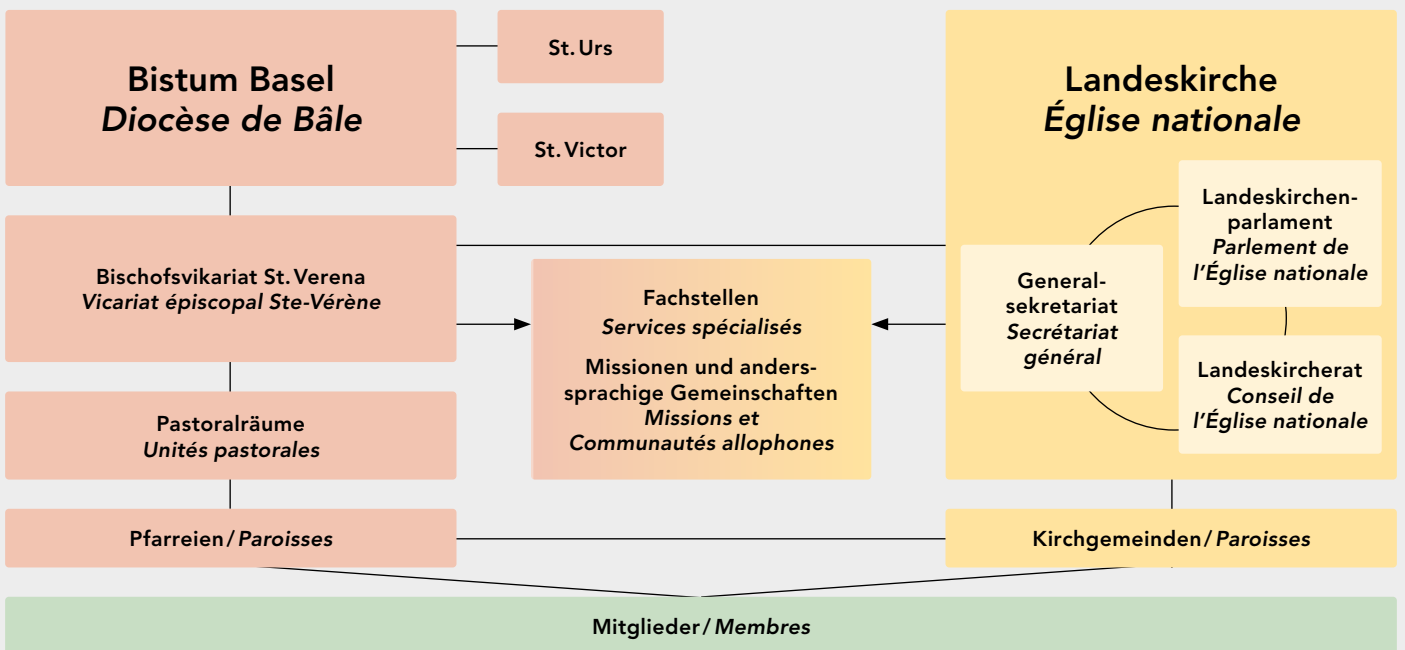 Bistum Basel
Diocèse de Bâle
St. Urs
St. Victor
Landeskirche
Église nationale
Landeskirchen-
parlament
Parlement de
l’Église nationale
General-
sekretariat
Secrétariat
général
Landeskircherat
Conseil de
l’Église nationale
Bischofsvikariat St. Verena
Vicariat épiscopal Ste-Vérène
Fachstellen
Services spécialisés
Missionen und anders-
sprachige Gemeinschaften
Missions et
Communautés allophones
Pastoralräume
Unités pastorales
Pfarreien / Paroisses
Kirchgemeinden / Paroisses
Mitglieder / Membres